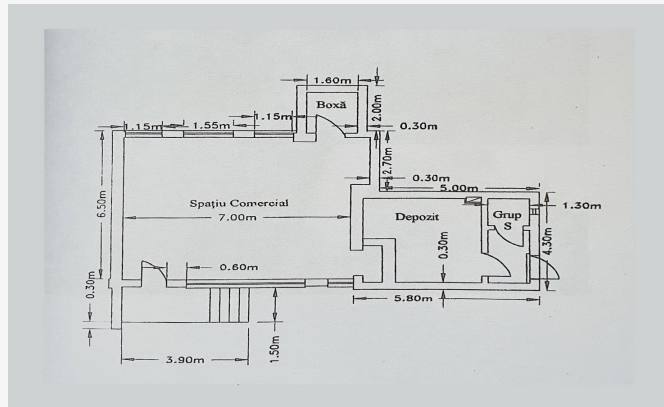 1.60m
Boxă
2.00m
1.15m
1.55m
1.15m
0.30m
2.70m
0.30m
5.00m
6.50m
Spațiu Comercial
7.00m
Depozit
Grup
S
1.30m
4.30m
0.30m
0.60m
0.30m
5.80m
1.50m
3.90m